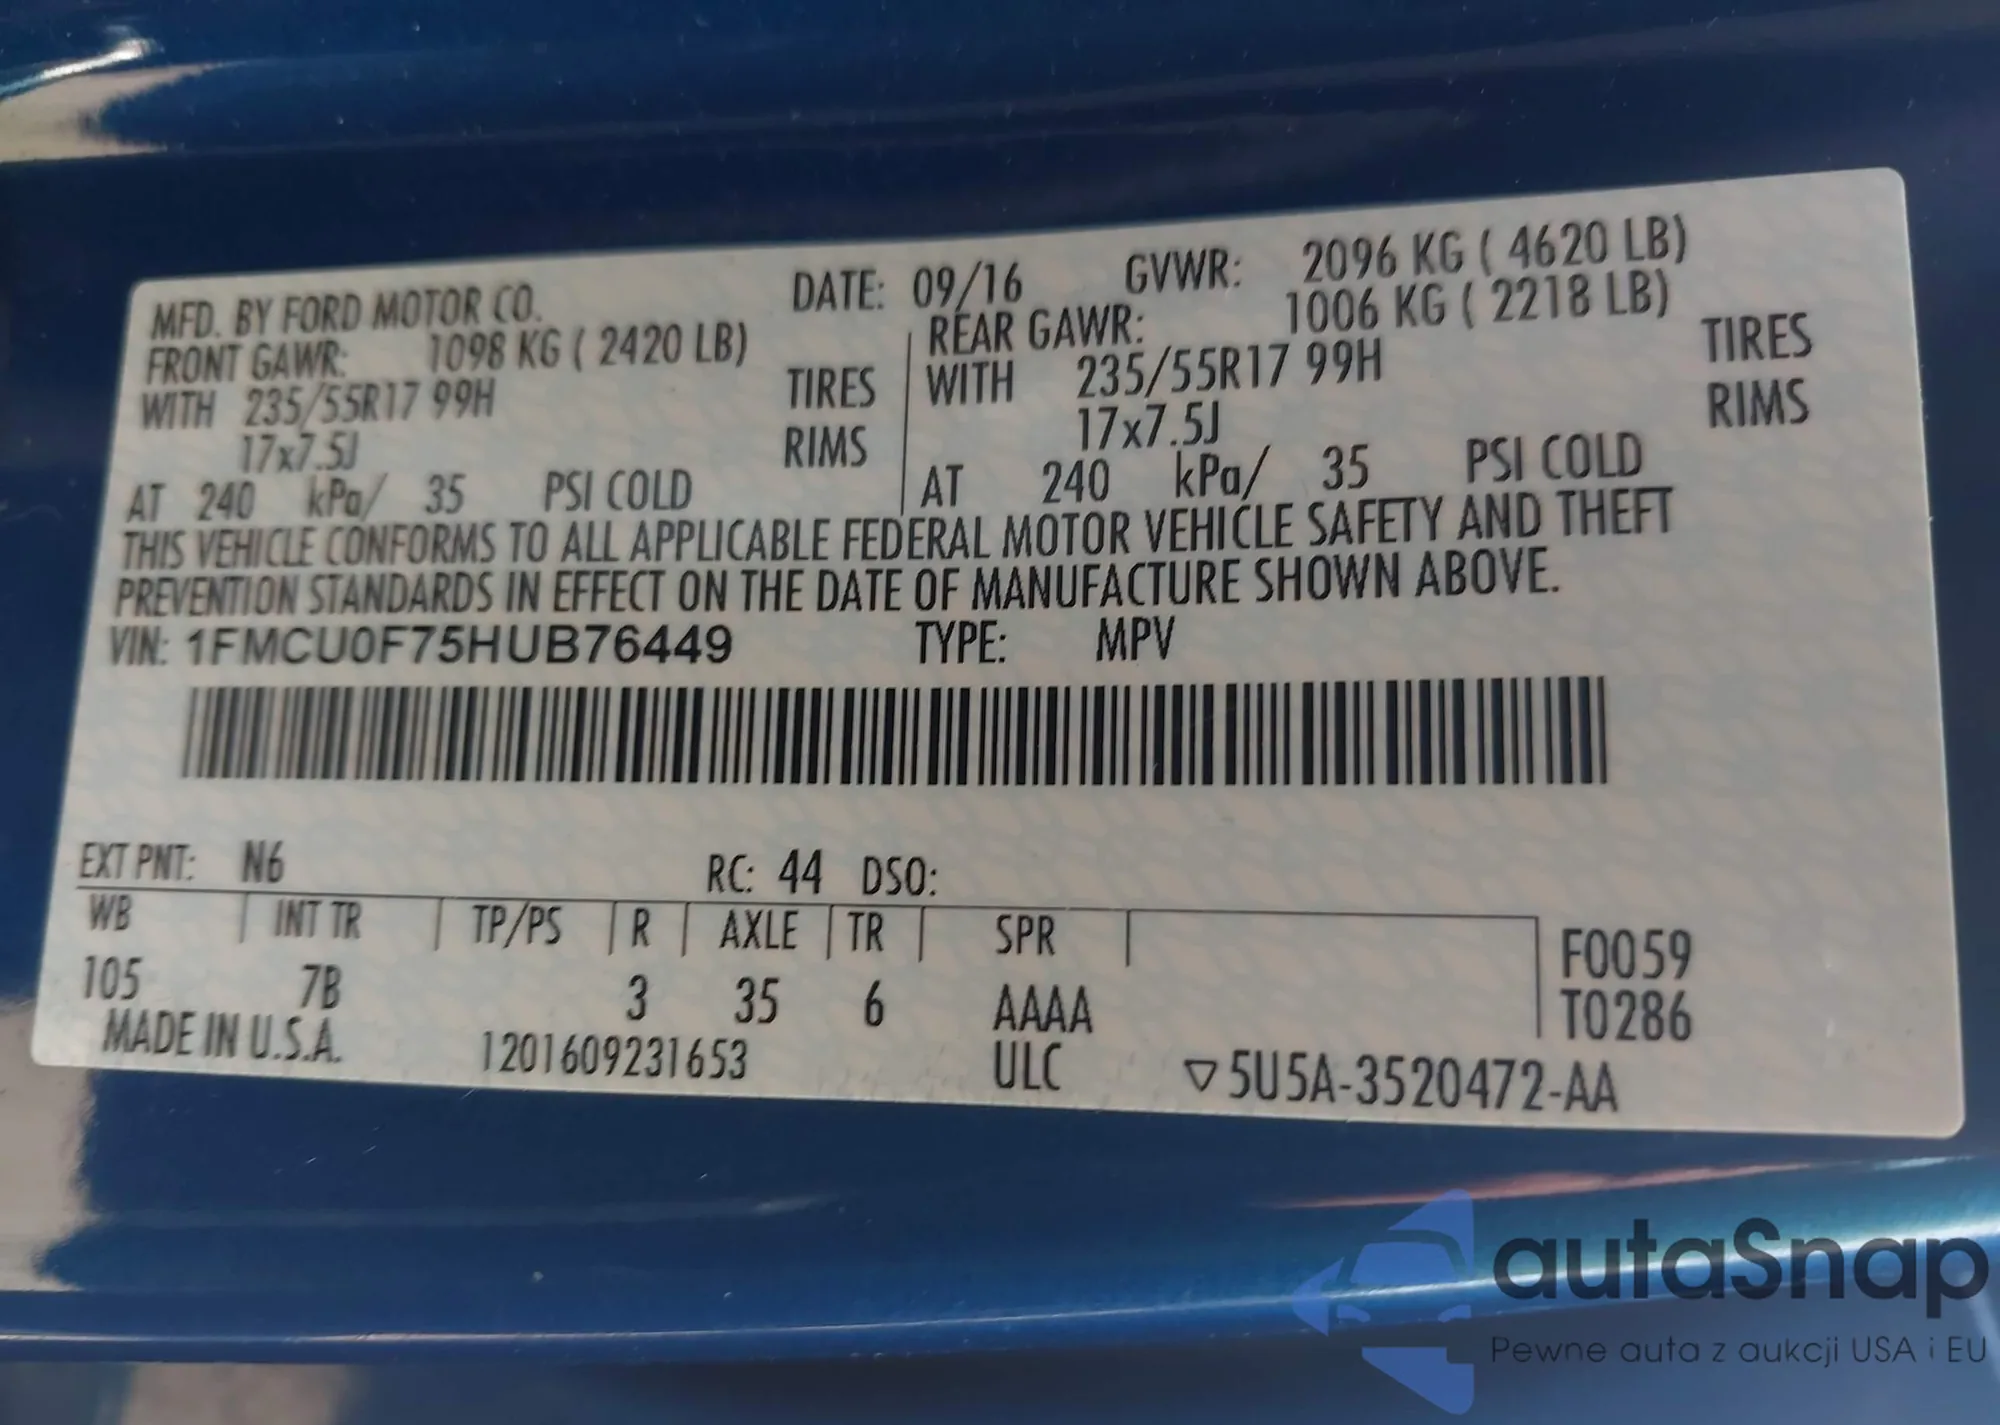 MFD. BY FORD MOTOR CO. DATE: 09/16 GVWR: 2096 KG ( 4620 LB)
FRONT GAWR: 1098 KG ( 2420 LB) REAR GAWR: 1006 KG ( 2218 LB)
WITH 235/55R17 99H TIRES WITH 235/55R17 99H TIRES
17x7.5J RIMS 17x7.5J RIMS
AT 240 kPa/ 35 PSI COLD AT 240 kPa/ 35 PSI COLD
THIS VEHICLE CONFORMS TO ALL APPLICABLE FEDERAL MOTOR VEHICLE SAFETY AND THEFT
PREVENTION STANDARDS IN EFFECT ON THE DATE OF MANUFACTURE SHOWN ABOVE.
VIN: 1FMCU0F75HUB76449 TYPE: MPV
EXT PNT: N6 RC: 44 DSO:
WB INT TR TP/PS R AXLE TR SPR F0059
105 7B 3 35 6 AAAA T0286
MADE IN U.S.A. 1201609231653 ULC ▽5U5A-3520472-AA
autaSnap
Pewne auta z aukcji USA i EU